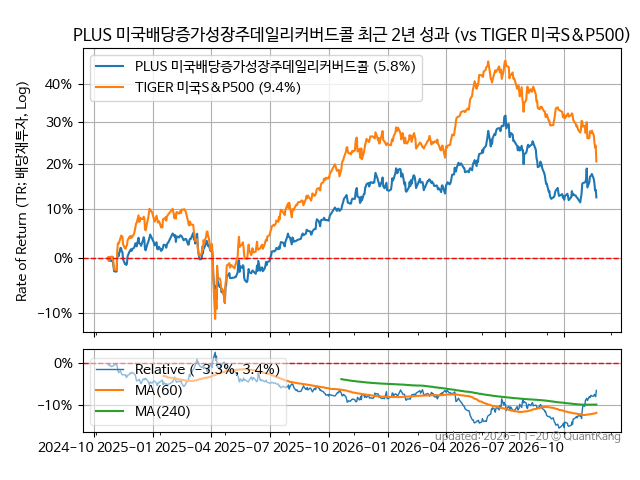 PLUS 미국배당증가성장주데일리커버드콜 최근 2년 성과 (vs TIGER 미국S&P500)
Rate of Return (TR: 배당재투자, Log)
40%
30%
20%
10%
0%
−10%
PLUS 미국배당증가성장주데일리커버드콜 (5.8%)
TIGER 미국S&P500 (9.4%)
0%
−10%
Relative (−3.3%, 3.4%)
MA(60)
MA(240)
updated: 2026-11-20 © QuantKang
2024-10 2025-01 2025-04 2025-07 2025-10 2026-01 2026-04 2026-07 2026-10